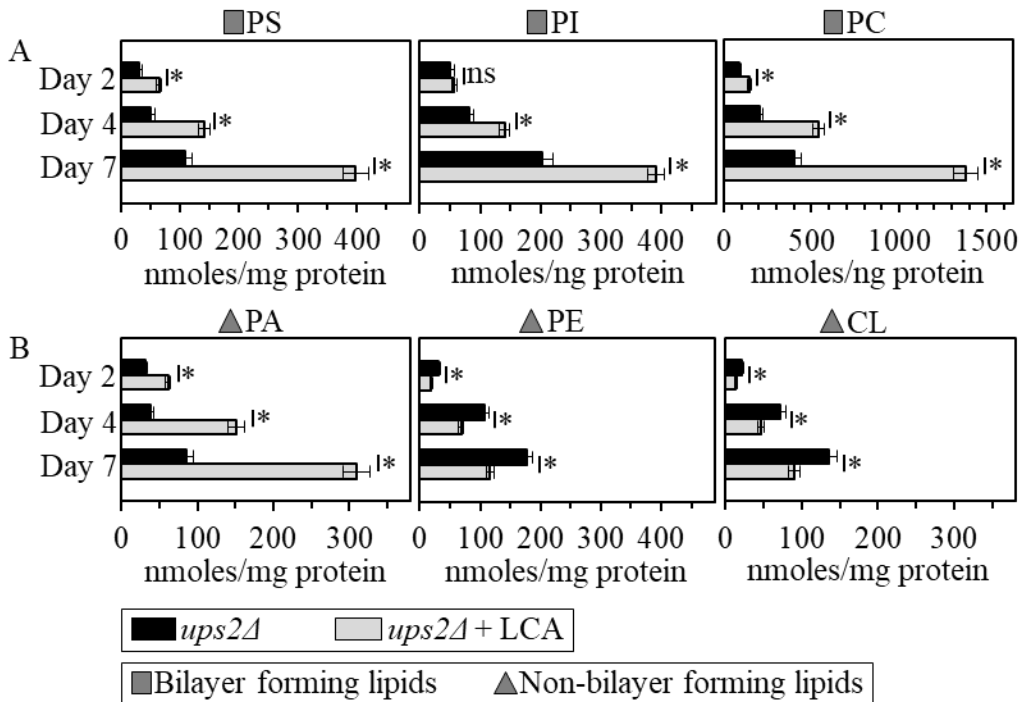 A
PS PI PC
Day 2 * ns *
Day 4 * * *
Day 7 * * *
0 100 200 300 400 0 100 200 300 400 0 500 1000 1500
nmoles/mg protein nmoles/ng protein nmoles/ng protein
B
PA PE CL
Day 2 * * *
Day 4 * * *
Day 7 * * *
0 100 200 300 0 100 200 300 400 0 100 200 300
nmoles/mg protein nmoles/mg protein nmoles/mg protein
ups2Δ ups2Δ + LCA
Bilayer forming lipids Non-bilayer forming lipids